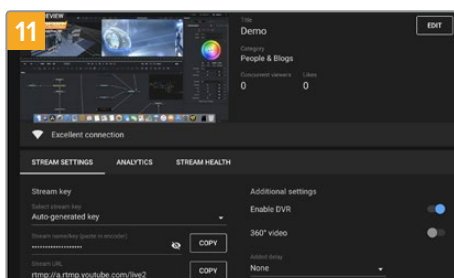 11
PREVIEW
Title
Demo
EDIT
Category
People & Blogs
Concurrent viewers Likes
0 0
Excellent connection
STREAM SETTINGS ANALYTICS STREAM HEALTH
Stream key Additional settings
Select stream key
Auto-generated key
Enable DVR
Stream name/key (paste in encoder)
•••••••••••••••••••
COPY
360° video
Stream URL
rtmp://a.rtmp.youtube.com/live2
COPY
Added delay
None